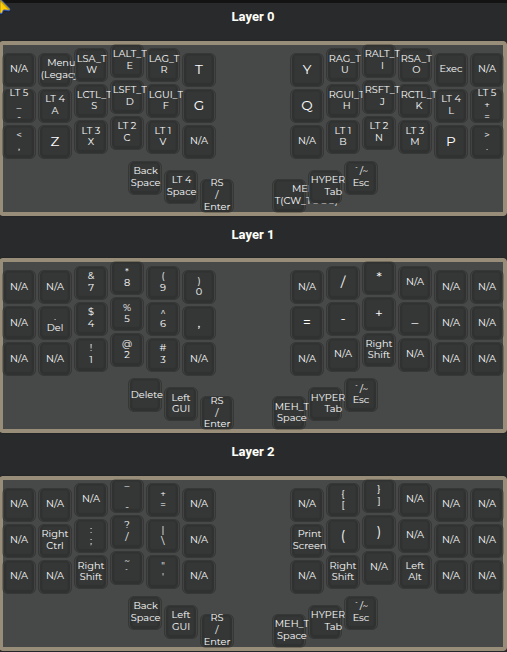 Layer 0
N/A
Menu
(Legacy
LSA_T
W
LALT_T
E
LAG_T
R
T
Y
RAG_T
U
RALT_T
I
RSA_T
O
Exec
N/A
LT 5
_
-
LT 4
A
LCTL_T
S
LSFT_T
D
LGUI_T
F
G
Q
RGUI_T
H
RSFT_T
J
RCTL_T
K
LT 4
L
LT 5
+
=
<
,
Z
LT 3
X
LT 2
C
LT 1
V
N/A
N/A
LT 1
B
LT 2
N
LT 3
M
P
>
.
Back
Space
LT 4
Space
RS
/
Enter
ME
T(CW_T
HYPER
Tab
`/~
Esc
Layer 1
N/A
N/A
&
7
*
8
(
9
)
0
N/A
/
*
N/A
N/A
N/A
N/A
.
Del
$
4
%
5
^
6
,
=
-
+
_
N/A
N/A
N/A
N/A
!
1
@
2
#
3
N/A
N/A
N/A
Right
Shift
N/A
N/A
N/A
Delete
Left
GUI
RS
/
Enter
MEH_T
Space
HYPER
Tab
`/~
Esc
Layer 2
N/A
N/A
N/A
_
-
+
=
N/A
N/A
{
[
}
]
N/A
N/A
N/A
N/A
Right
Ctrl
:
;
?
/
|
\
N/A
Print
Screen
(
)
N/A
N/A
N/A
N/A
N/A
Right
Shift
~
`
"
'
N/A
N/A
Right
Shift
N/A
Left
Alt
N/A
N/A
Back
Space
Left
GUI
RS
/
Enter
MEH_T
Space
HYPER
Tab
`/~
Esc